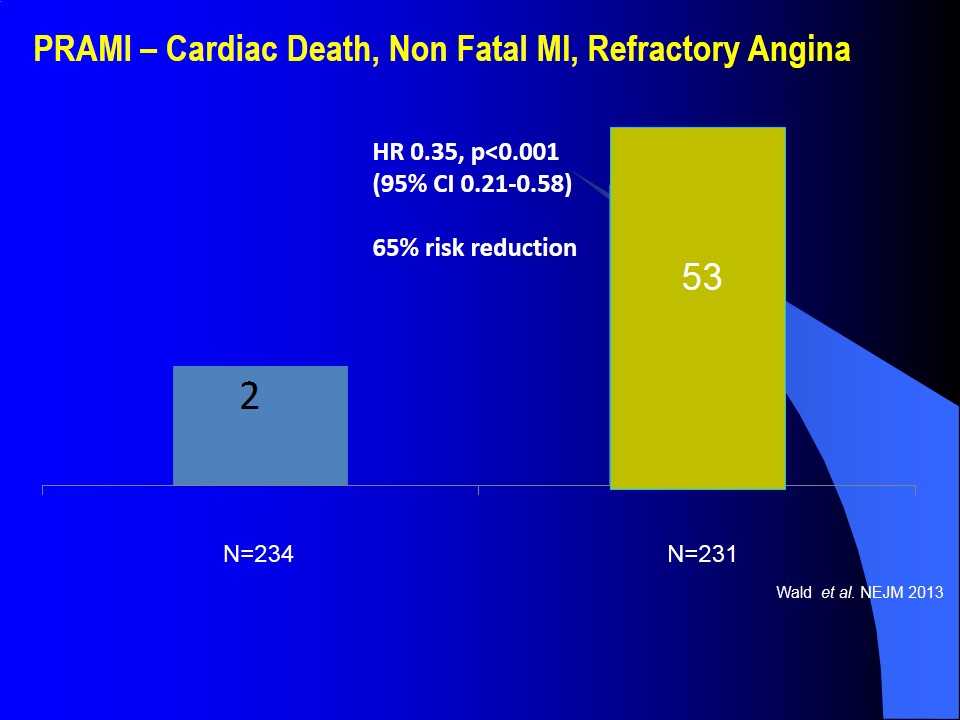 PRAMI – Cardiac Death, Non Fatal MI, Refractory Angina
HR 0.35, p<0.001
(95% CI 0.21-0.58)
65% risk reduction
53
2
N=234
N=231
Wald et al. NEJM 2013